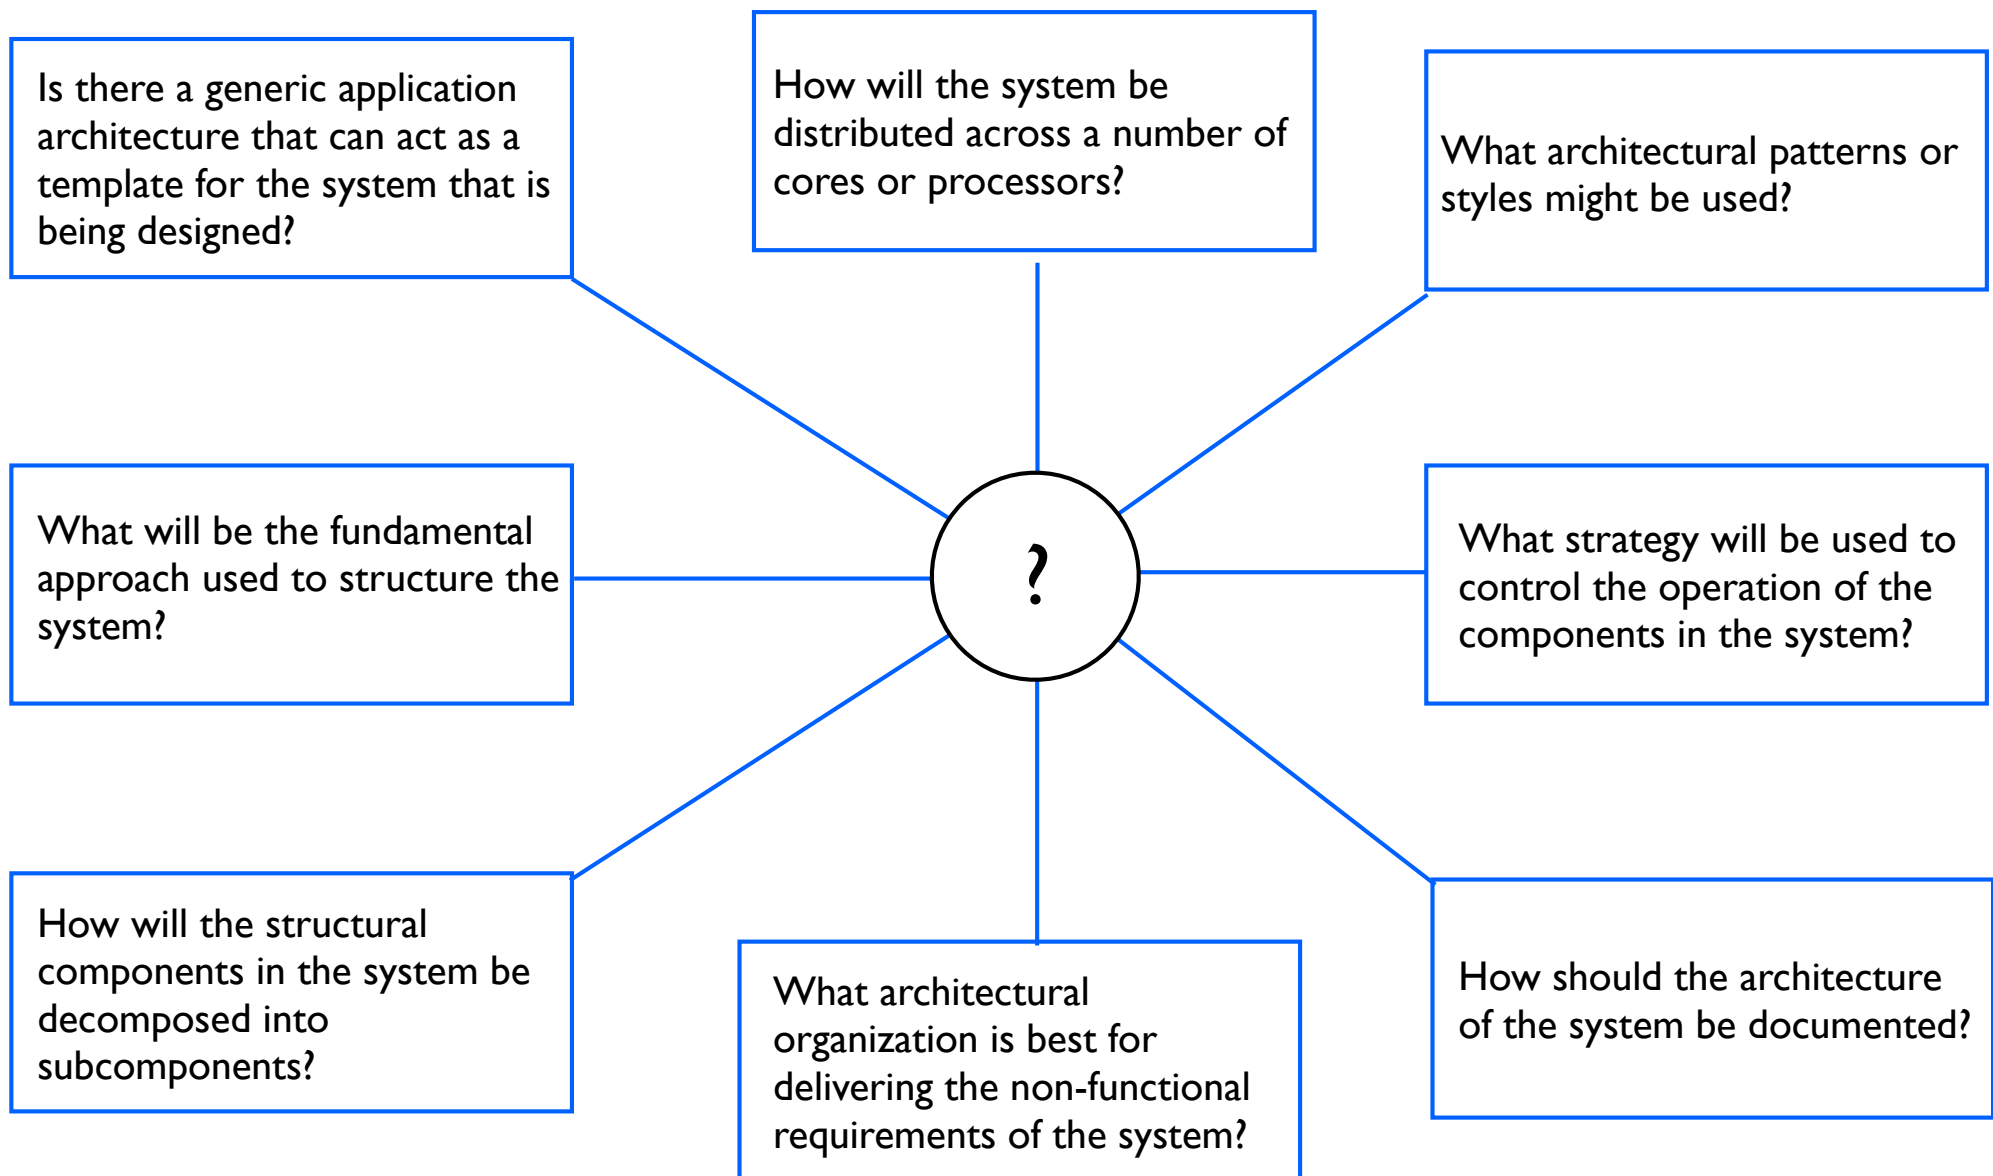 Is there a generic application
architecture that can act as a
template for the system that is
being designed?
How will the system be
distributed across a number of
cores or processors?
What architectural patterns or
styles might be used?
What will be the fundamental
approach used to structure the
system?
?
What strategy will be used to
control the operation of the
components in the system?
How will the structural
components in the system be
decomposed into
subcomponents?
What architectural
organization is best for
delivering the non-functional
requirements of the system?
How should the architecture
of the system be documented?